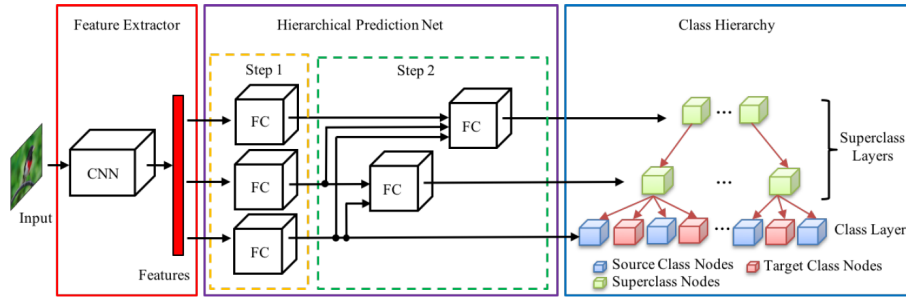 Feature Extractor
Hierarchical Prediction Net
Class Hierarchy
Step 1
Step 2
FC
FC
CNN
FC
FC
FC
Input
Features
Superclass
Layers
Class Layer
Source Class Nodes
Target Class Nodes
Superclass Nodes